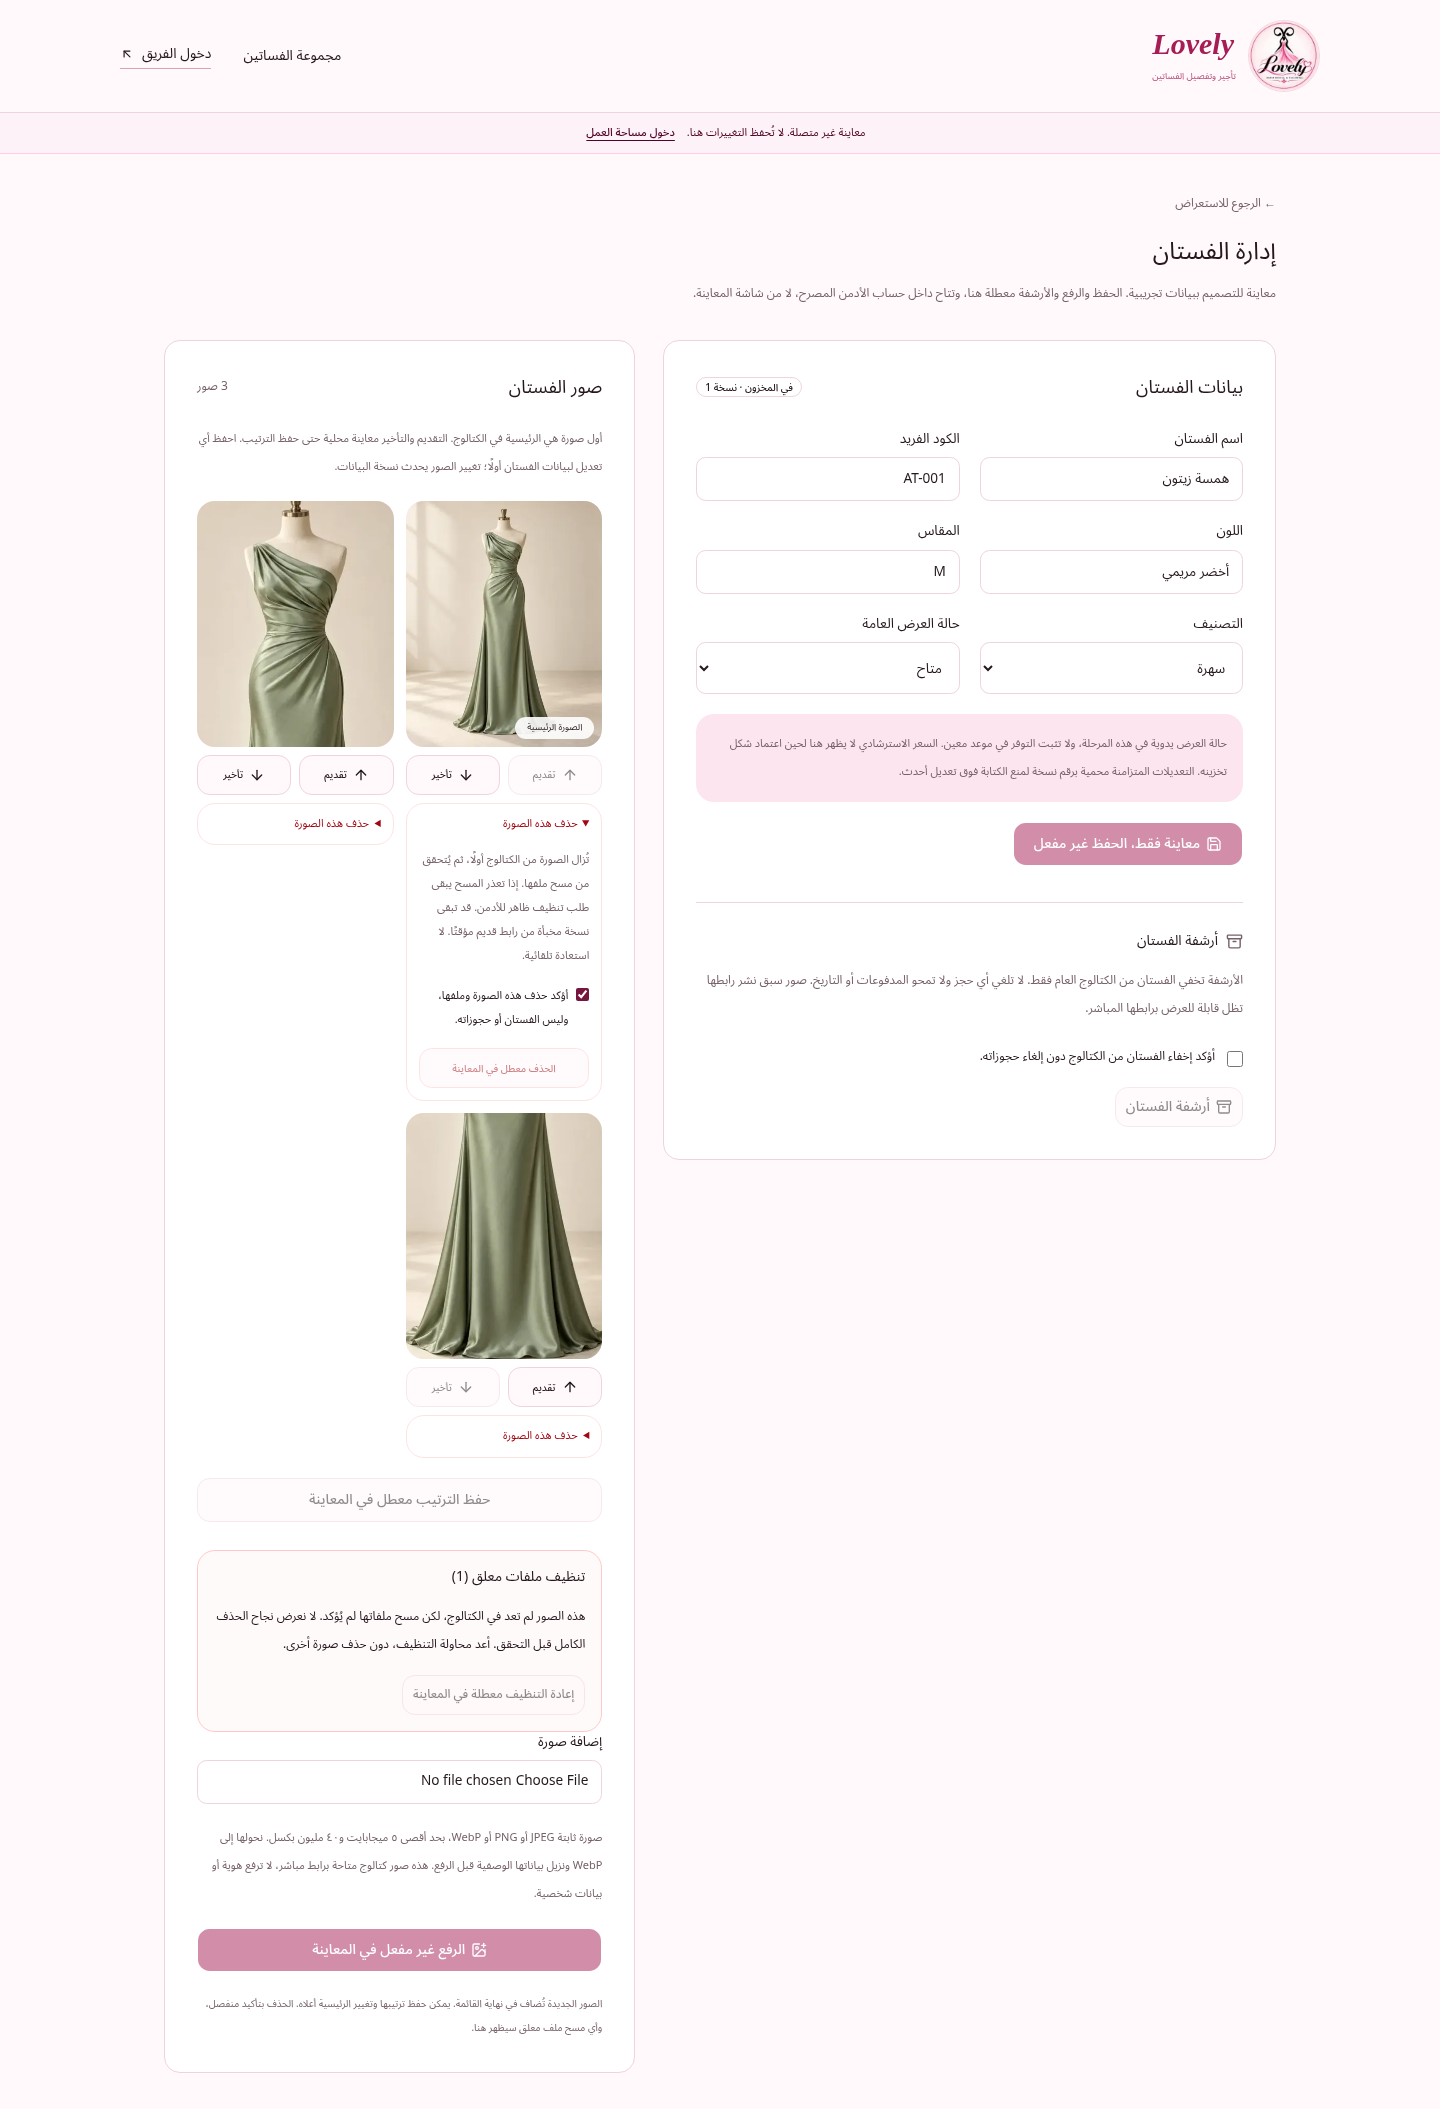 Lovely
Lovely
تأجير وتفصيل الفساتين
مجموعة الفساتين
دخول الفريق
معاينة غير متصلة. لا تُحفظ التغييرات هنا. دخول مساحة العمل
← الرجوع للاستعراض
إدارة الفستان
معاينة للتصميم ببيانات تجريبية. الحفظ والرفع والأرشفة معطلة هنا، وتتاح داخل حساب الأدمن المصرح، لا من شاشة المعاينة.
بيانات الفستان
في المخزون · نسخة 1
اسم الفستان
الكود الفريد
همسة زيتون
AT-001
اللون
المقاس
أخضر مريمي
M
التصنيف
حالة العرض العامة
سهرة
متاح
حالة العرض يدوية في هذه المرحلة، ولا تثبت التوفر في موعد معين. السعر الاسترشادي لا يظهر هنا لحين اعتماد شكل
تخزينه. التعديلات المتزامنة محمية برقم نسخة لمنع الكتابة فوق تعديل أحدث.
معاينة فقط، الحفظ غير مفعل
أرشفة الفستان
الأرشفة تخفي الفستان من الكتالوج العام فقط. لا تلغي أي حجز ولا تمحو المدفوعات أو التاريخ. صور سبق نشر رابطها
تظل قابلة للعرض برابطها المباشر.
أؤكد إخفاء الفستان من الكتالوج دون إلغاء حجوزاته.
أرشفة الفستان
صور الفستان
3 صور
أول صورة هي الرئيسية في الكتالوج. التقديم والتأخير معاينة محلية حتى حفظ الترتيب. احفظ أي
تعديل لبيانات الفستان أولًا؛ تغيير الصور يحدث نسخة البيانات.
الصورة الرئيسية
تقديم
تأخير
تقديم
تأخير
حذف هذه الصورة
حذف هذه الصورة
تُزال الصورة من الكتالوج أولًا، ثم يُتحقق
من مسح ملفها. إذا تعذر المسح يبقى
طلب تنظيف ظاهر للأدمن. قد تبقى
نسخة مخبأة من رابط قديم مؤقتًا. لا
استعادة تلقائية.
أؤكد حذف هذه الصورة وملفها،
وليس الفستان أو حجوزاته.
الحذف معطل في المعاينة
تقديم
تأخير
حذف هذه الصورة
حفظ الترتيب معطل في المعاينة
تنظيف ملفات معلق (1)
هذه الصور لم تعد في الكتالوج، لكن مسح ملفاتها لم يُؤكد. لا نعرض نجاح الحذف
الكامل قبل التحقق. أعد محاولة التنظيف، دون حذف صورة أخرى.
إعادة التنظيف معطلة في المعاينة
إضافة صورة
Choose File No file chosen
صورة ثابتة JPEG أو PNG أو WebP، بحد أقصى ٥ ميجابايت و٤٠ مليون بكسل. نحولها إلى
WebP ونزيل بياناتها الوصفية قبل الرفع. هذه صور كتالوج متاحة برابط مباشر، لا ترفع هوية أو
بيانات شخصية.
الرفع غير مفعل في المعاينة
الصور الجديدة تُضاف في نهاية القائمة. يمكن حفظ ترتيبها وتغيير الرئيسية أعلاه. الحذف بتأكيد منفصل،
وأي مسح ملف معلق سيظهر هنا.